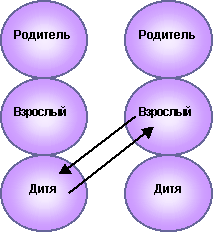 Родитель Родитель
Взрослый Взрослый
Дитя Дитя